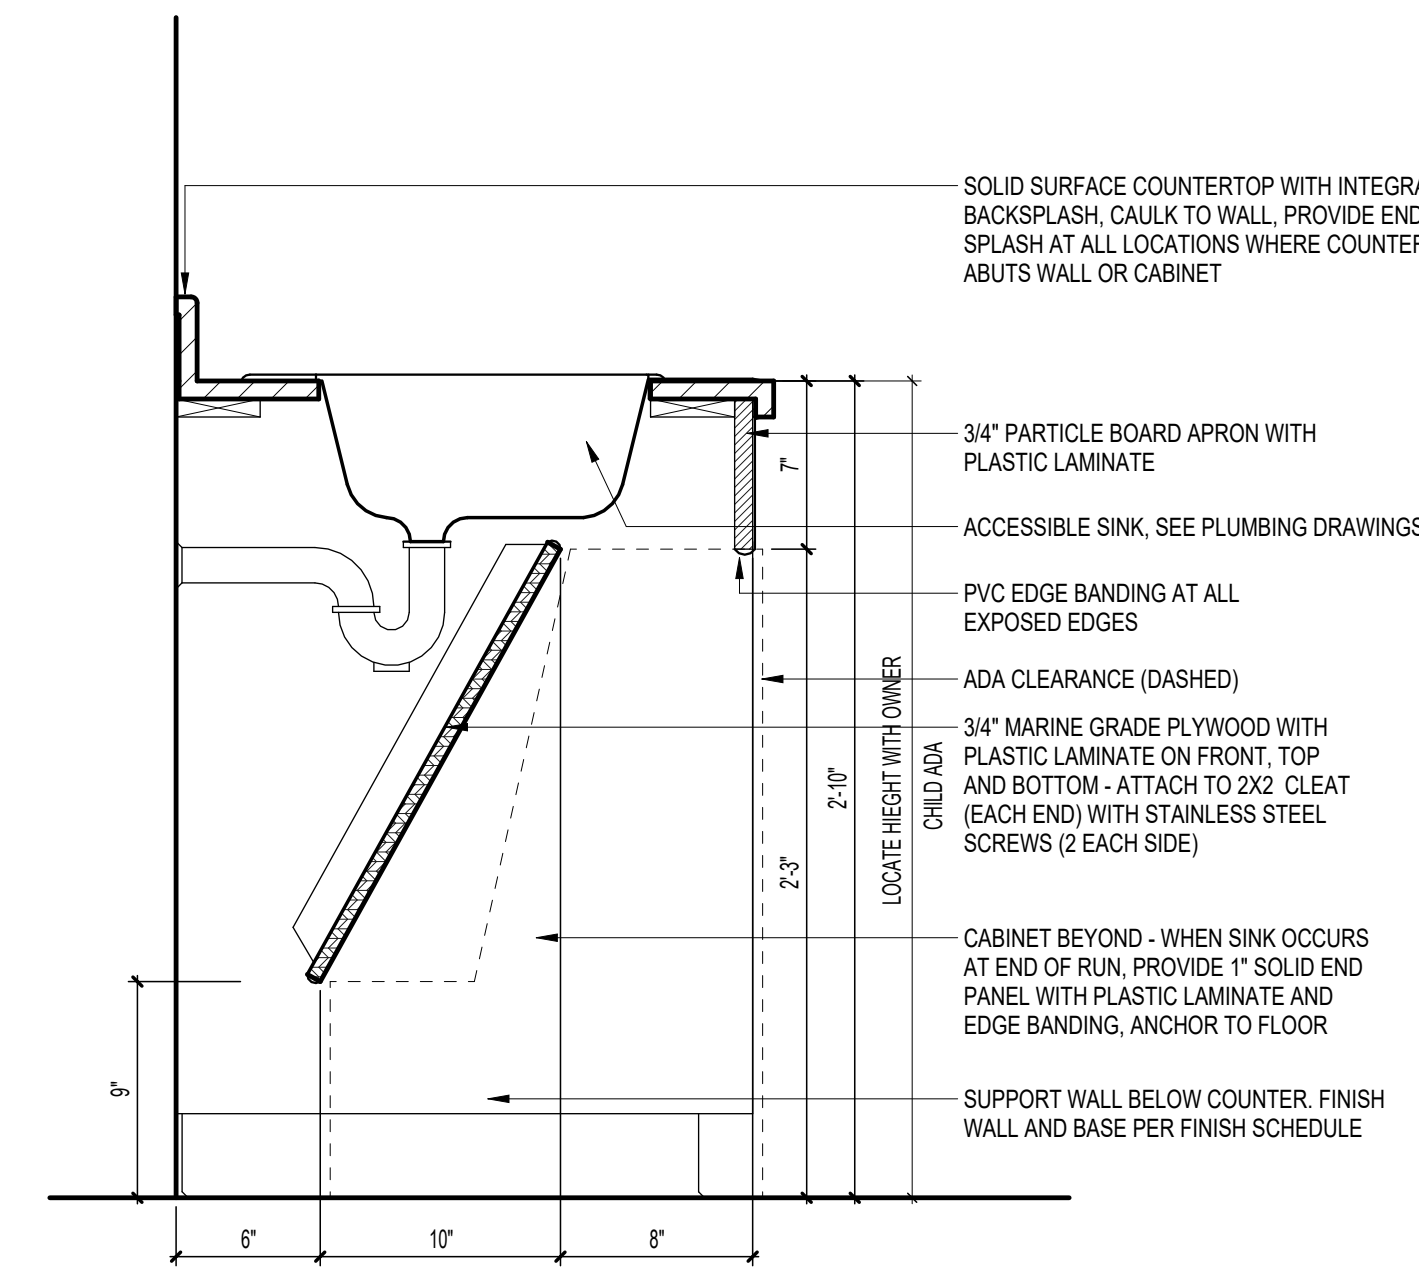 SOLID SURFACE COUNTERTOP WITH INTEGRA
BACKSPLASH, CAULK TO WALL, PROVIDE END
SPLASH AT ALL LOCATIONS WHERE COUNTER
ABUTS WALL OR CABINET
3/4" PARTICLE BOARD APRON WITH
PLASTIC LAMINATE
7"
ACCESSIBLE SINK, SEE PLUMBING DRAWINGS
PVC EDGE BANDING AT ALL
EXPOSED EDGES
ADA CLEARANCE (DASHED)
3/4" MARINE GRADE PLYWOOD WITH
PLASTIC LAMINATE ON FRONT, TOP
AND BOTTOM - ATTACH TO 2X2 CLEAT
(EACH END) WITH STAINLESS STEEL
SCREWS (2 EACH SIDE)
2'-10"
LOCATE HIEGHT WITH OWNER
CHILD ADA
2'-3"
CABINET BEYOND - WHEN SINK OCCURS
AT END OF RUN, PROVIDE 1" SOLID END
PANEL WITH PLASTIC LAMINATE AND
EDGE BANDING, ANCHOR TO FLOOR
9"
SUPPORT WALL BELOW COUNTER. FINISH
WALL AND BASE PER FINISH SCHEDULE
6"
10"
8"